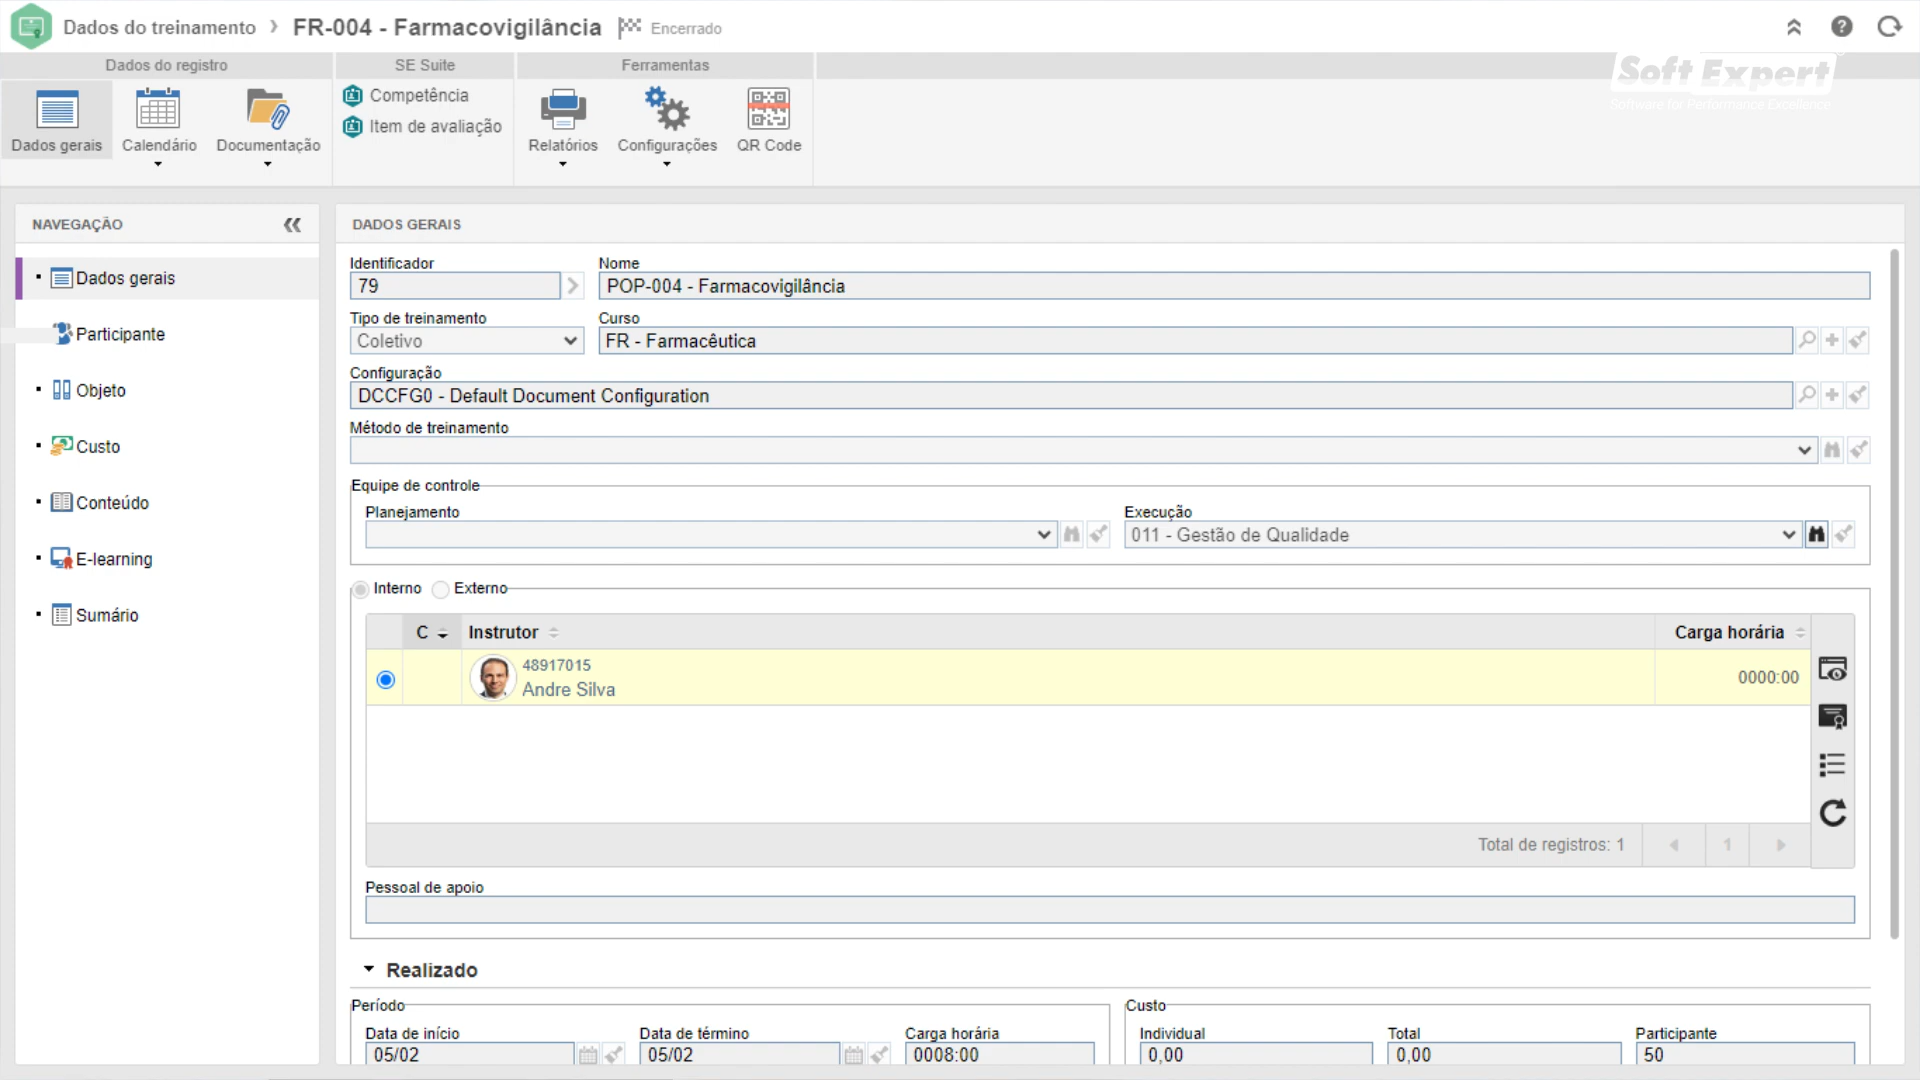 Dados do treinamento › FR-004 - Farmacovigilância Encerrado
Dados do registro
SE Suite
Ferramentas
Soft Expert
Software for Performance Excellence
Dados gerais
Calendário
Documentação
Competência
Item de avaliação
Relatórios
Configurações
QR Code
NAVEGAÇÃO
Dados gerais
Participante
Objeto
Custo
Conteúdo
E-learning
Sumário
DADOS GERAIS
Identificador
79
Nome
POP-004 - Farmacovigilância
Tipo de treinamento
Coletivo
Curso
FR - Farmacêutica
Configuração
DCCFG0 - Default Document Configuration
Método de treinamento
Equipe de controle
Planejamento
Execução
011 - Gestão de Qualidade
Interno Externo
C Instrutor Carga horária
48917015
Andre Silva
0000:00
Total de registros: 1
1
Pessoal de apoio
Realizado
Período
Data de início
05/02
Data de término
05/02
Carga horária
0008:00
Custo
Individual
0,00
Total
0,00
Participante
50